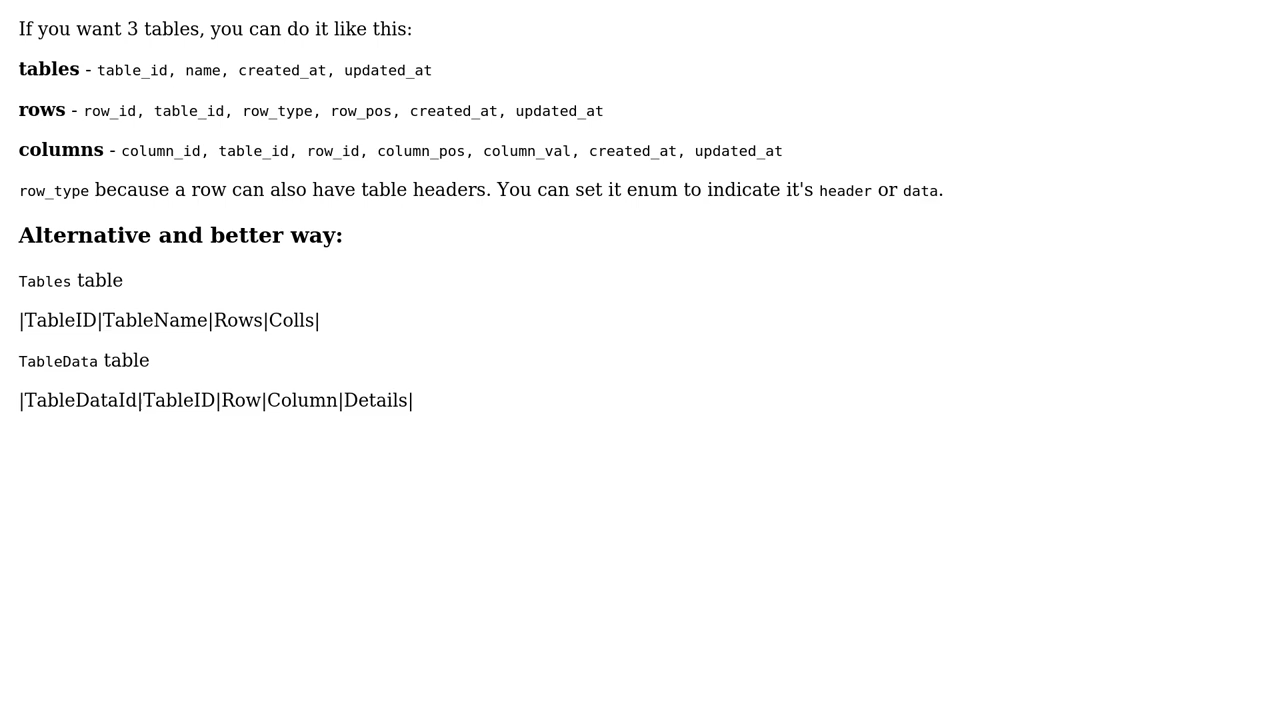 If you want 3 tables, you can do it like this:
tables - table_id, name, created_at, updated_at
rows - row_id, table_id, row_type, row_pos, created_at, updated_at
columns - column_id, table_id, row_id, column_pos, column_val, created_at, updated_at
row_type because a row can also have table headers. You can set it enum to indicate it's header or data.
Alternative and better way:
Tables table
|TableID|TableName|Rows|Colls|
TableData table
|TableDataId|TableID|Row|Column|Details|